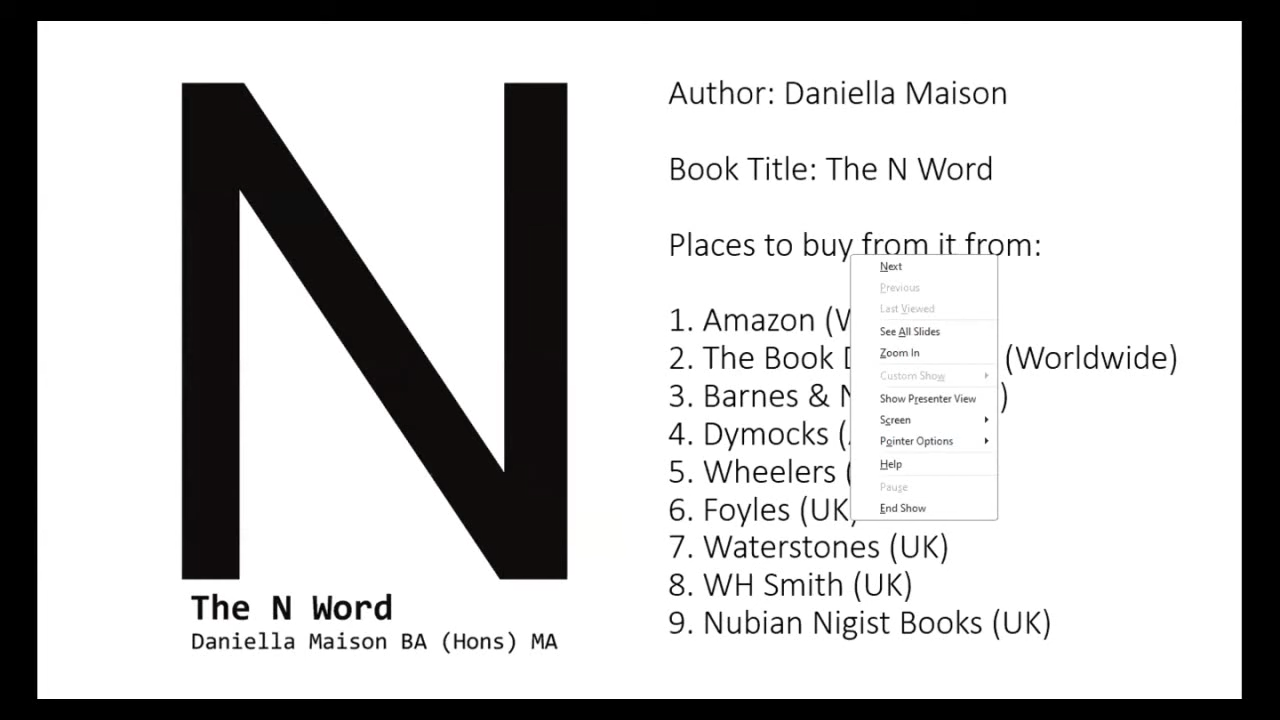 N
The N Word
Daniella Maison BA (Hons) MA
Author: Daniella Maison
Book Title: The N Word
Places to buy from it from:
1. Amazon (
2. The Book (Worldwide)
3. Barnes & )
4. Dymocks (
5. Wheelers (
6. Foyles (UK)
7. Waterstones (UK)
8. WH Smith (UK)
9. Nubian Nigist Books (UK)
Next
Previous
Last Viewed
See All Slides
Zoom In
Custom Show
Show Presenter View
Screen
Pointer Options
Help
Pause
End Show